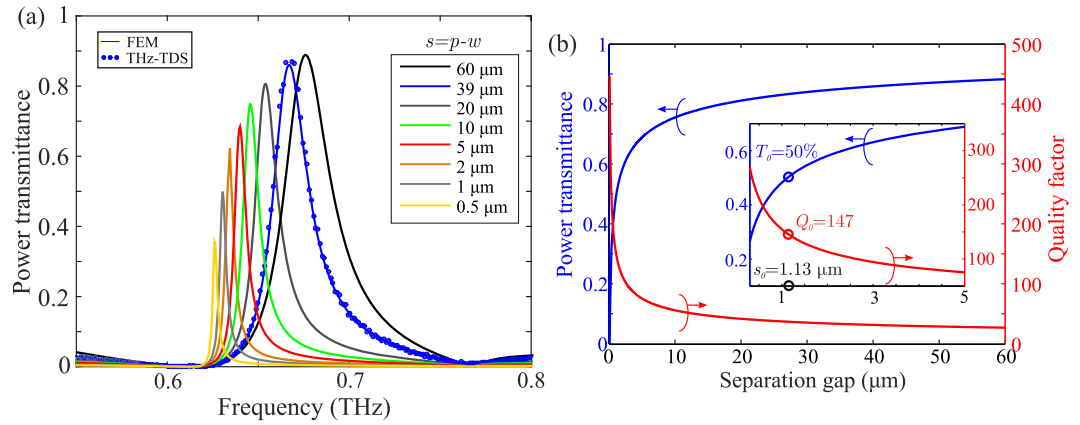 (a)
Power transmittance
1
0.8
0.6
0.4
0.2
0
0.6
0.7
0.8
Frequency (THz)
FEM
THz-TDS
s=p-w
60 μm
39 μm
20 μm
10 μm
5 μm
2 μm
1 μm
0.5 μm
(b)
Power transmittance
1
0.8
0.6
0.4
0.2
0
0
10
20
30
40
50
60
Separation gap (μm)
500
400
300
200
100
0
Quality factor
0.6
0.4
0.2
1
3
5
300
200
100
T₀=50%
Q₀=147
s₀=1.13 μm